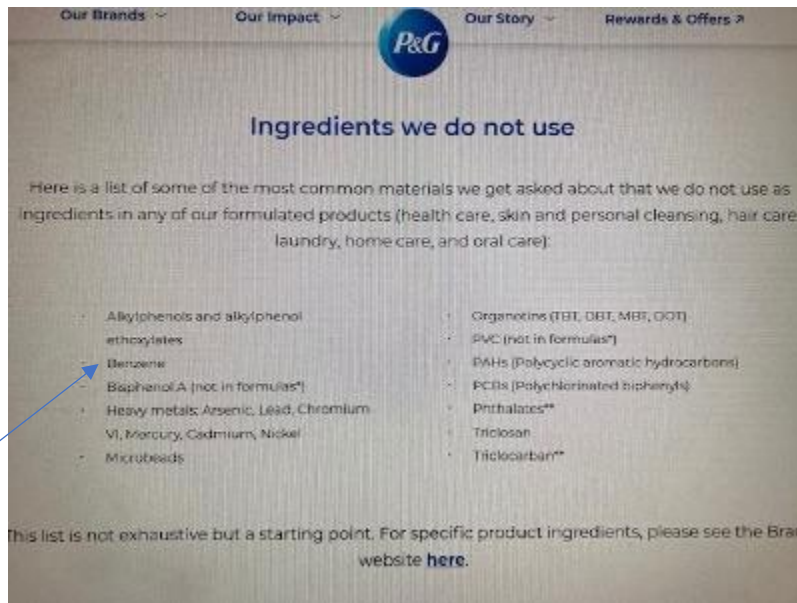 Our Brands
Our Impact
P&G
Our Story
Rewards & Offers
Ingredients we do not use
Here is a list of some of the most common materials we get asked about that we do not use as
ingredients in any of our formulated products (health care, skin and personal cleansing, hair care
laundry, home care, and oral care):
· Alkylphenols and alkylphenol
ethoxylates
· Benzene
· Bisphenol A (not in formulas*)
· Heavy metals: Arsenic, Lead, Chromium
VI, Mercury, Cadmium, Nickel
· Microbeads
· Organotins (TBT, DBT, MBT, DOT)
· PVC (not in formulas*)
· PAHs (Polycyclic aromatic hydrocarbons)
· PCBs (Polychlorinated biphenyls)
· Phthalates**
· Triclosan
· Triclocarban**
This list is not exhaustive but a starting point. For specific product ingredients, please see the
website here.